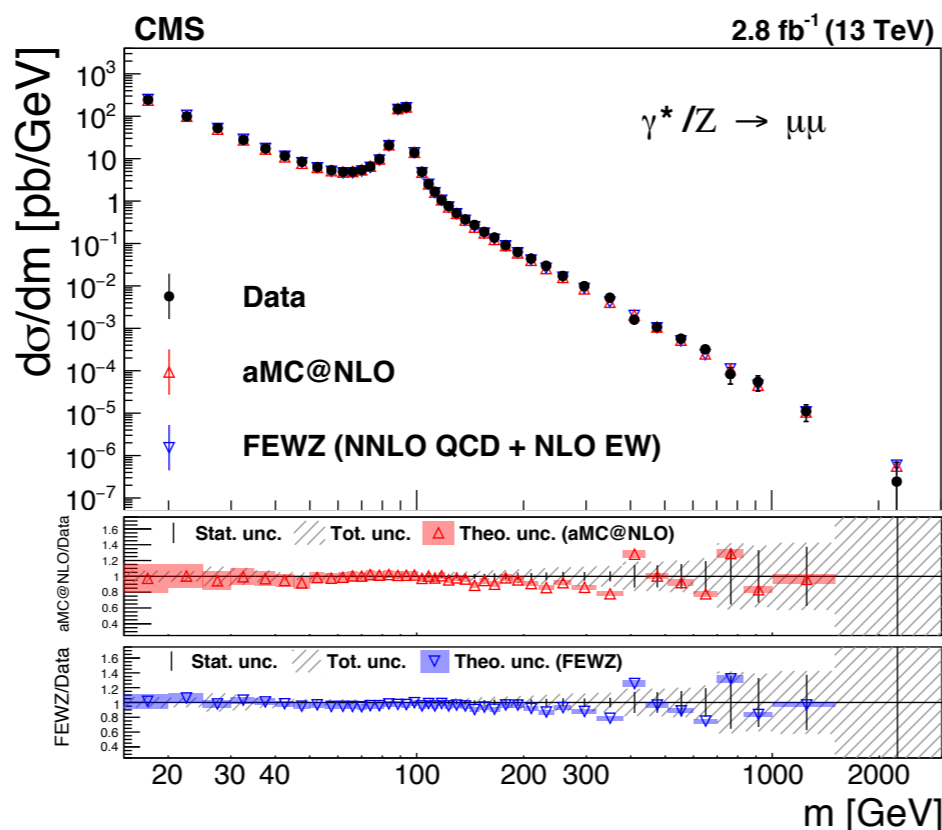 CMS 2.8 fb⁻¹ (13 TeV)
dσ/dm [pb/GeV]
10³
10²
10
1
10⁻¹
10⁻²
10⁻³
10⁻⁴
10⁻⁵
10⁻⁶
10⁻⁷
γ*/Z → μμ
Data
aMC@NLO
FEWZ (NNLO QCD + NLO EW)
aMC@NLO/Data
1.6
1.4
1.2
1
0.8
0.6
0.4
Stat. unc. Tot. unc. Theo. unc. (aMC@NLO)
FEWZ/Data
1.6
1.4
1.2
1
0.8
0.6
0.4
Stat. unc. Tot. unc. Theo. unc. (FEWZ)
20 30 40 100 200 300 1000 2000
m [GeV]